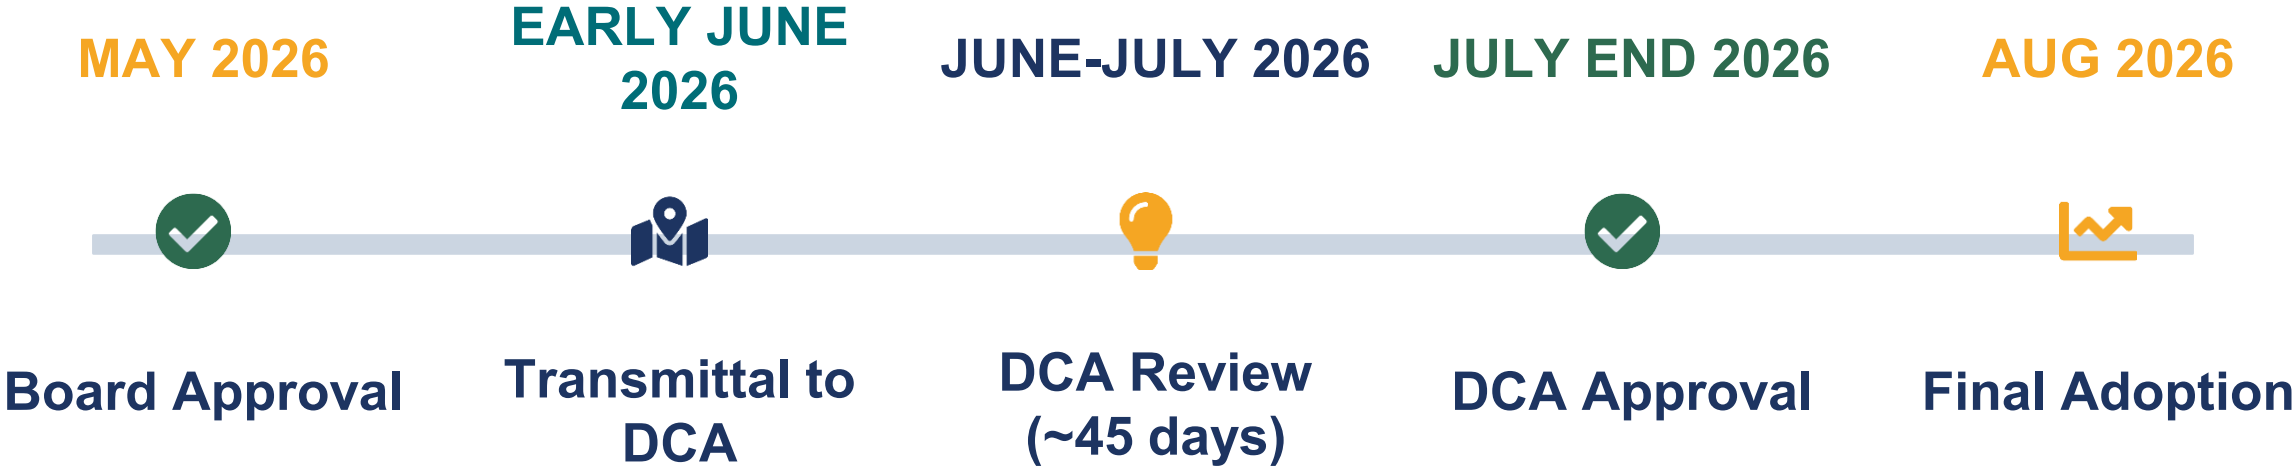 MAY 2026
EARLY JUNE
2026
JUNE-JULY 2026
JULY END 2026
AUG 2026
Board Approval
Transmittal to
DCA
DCA Review
(~45 days)
DCA Approval
Final Adoption